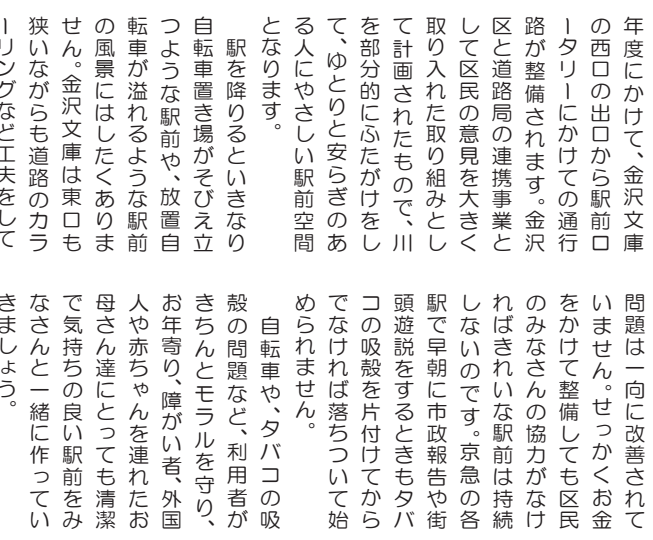 年度にかけて、金沢文庫
の西口の出口から駅前ロ
ータリーにかけての通行
路が整備されます。金沢
区と道路局の連携事業と
して区民の意見を大きく
取り入れた取り組みとし
て計画されたもので、川
を部分的にふたがけをし
て、ゆとりと安らぎのあ
る人にやさしい駅前空間
となります。
駅を降りるといきなり
自転車置き場がそびえ立
つような駅前や、放置自
転車が溢れるような駅前
の風景にはしたくありま
せん。金沢文庫は東口も
狭いながらも道路のカラ
ーリングなど工夫をして
問題は一向に改善されて
いません。せっかくお金
をかけて整備しても区民
のみなさんの協力がなけ
ればきれいな駅前は持続
しないのです。京急の各
駅で早朝に市政報告や街
頭遊説をするときもタバ
コの吸殻を片付けてから
でなければ落ちついて始
められません。
自転車や、タバコの吸
殻の問題など、利用者が
きちんとモラルを守り、
お年寄り、障がい者、外国
人や赤ちゃんを連れたお
母さん達にとっても清潔
で気持ちの良い駅前をみ
なさんと一緒に作ってい
きましょう。